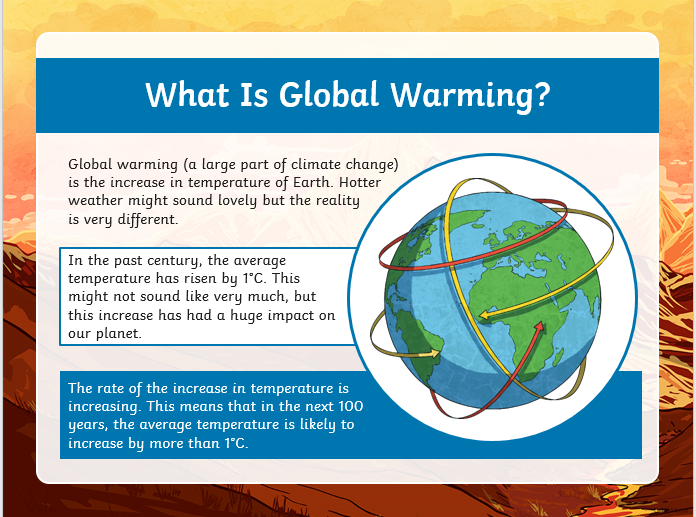 What Is Global Warming?
Global warming (a large part of climate change)
is the increase in temperature of Earth. Hotter
weather might sound lovely but the reality
is very different.
In the past century, the average
temperature has risen by 1°C. This
might not sound like very much, but
this increase has had a huge impact on
our planet.
The rate of the increase in temperature is
increasing. This means that in the next 100
years, the average temperature is likely to
increase by more than 1°C.